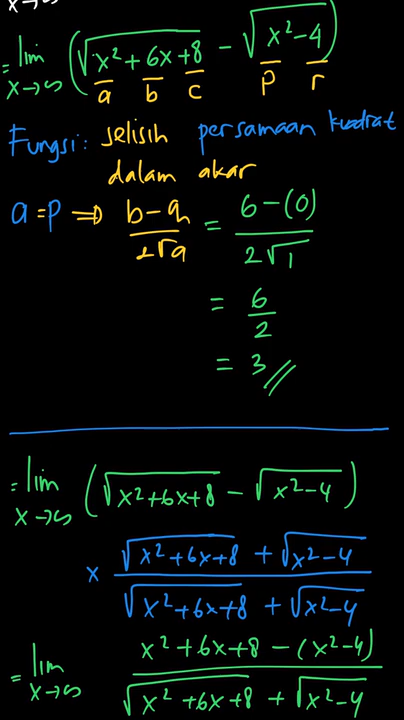 x→∞
= lim x→∞ (√(x²+6x+8) − √(x²−4))
a b c p r
Fungsi: selisih persamaan kuadrat
dalam akar
a=p ⇒ (b−q)/(2√a) = (6−(0))/(2√1)
= 6/2
= 3 //
= lim x→∞ (√(x²+6x+8) − √(x²−4))
x (√(x²+6x+8) + √(x²−4))/(√(x²+6x+8) + √(x²−4))
= lim x→∞ (x²+6x+8−(x²−4))/(√(x²+6x+8) + √(x²−4))